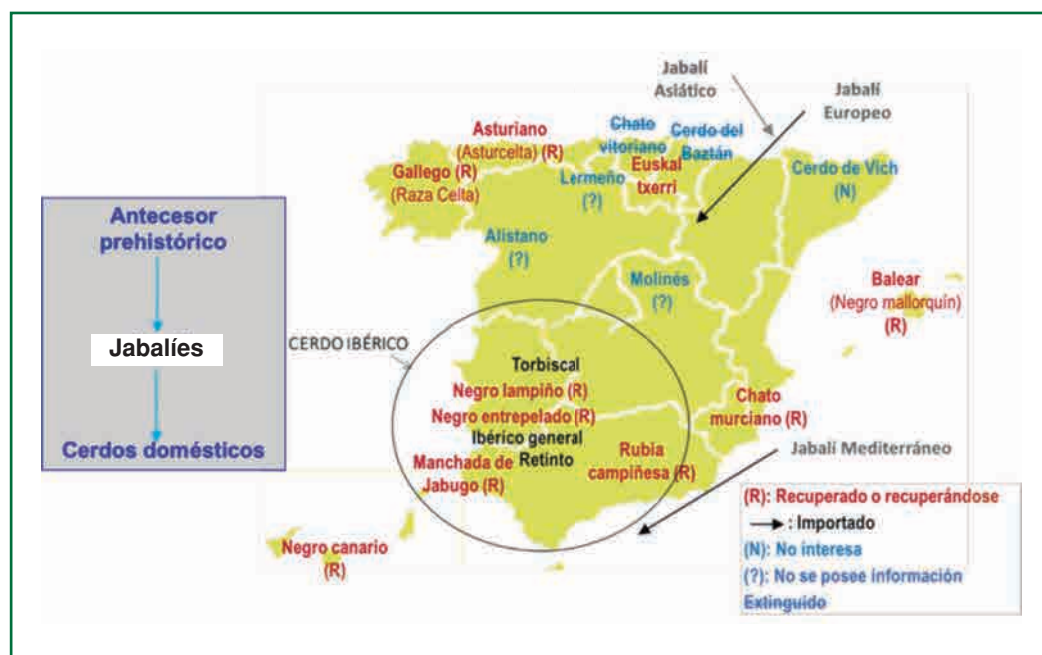 Antecesor
prehistórico
Jabalíes
Cerdos domésticos
Jabalí
Asiático
Jabalí
Europeo
Asturiano
(Asturcelta) (R)
Gallego (R)
(Raza Celta)
Chato
vitoriano
Cerdo del
Baztán
Lermeño
(?)
Euskal
txerri
Cerdo de Vich
(N)
Alistano
(?)
Molinés
(?)
Balear
(Negro mallorquín)
(R)
CERDO IBÉRICO
Torbiscal
Negro lampiño (R)
Negro entrepelado (R)
Ibérico general
Retinto
Manchada de
Jabugo (R)
Rubia
campiñesa (R)
Chato
murciano (R)
Jabalí Mediterráneo
Negro canario
(R)
(R): Recuperado o recuperándose
: Importado
(N): No interesa
(?): No se posee información
Extinguido